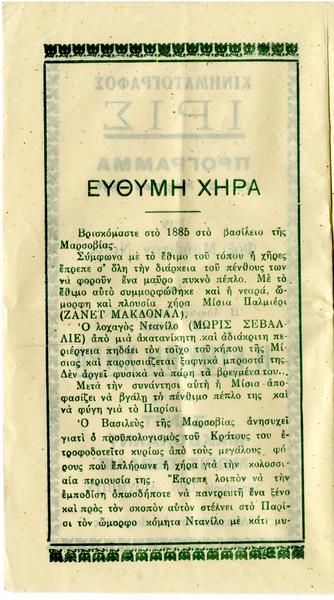 ΕΥΘΥΜΗ ΧΗΡΑ
Βρισκόμαστε στὸ 1885 στὸ βασίλειο τῆς
Μαρσοβίας.
Σύμφωνα μὲ τὸ ἔθιμο τοῦ τόπου ἡ χῆρες
ἔπρεπε σ' ὅλη τὴν διάρκεια τοῦ πένθους των
νὰ φοροῦν ἕνα μαῦρο πυκνὸ πέπλο. Μὲ τὸ
ἔθιμο αὐτὸ συμμορφώθηκε καὶ ἡ νεαρά, ὄ-
μορφη καὶ πλουσία χήρα Μίσια Παλμιέρι
(ΖΑΝΕΤ ΜΑΚΔΟΝΑΛ).
Ὁ λοχαγὸς Ντανίλο (ΜΩΡΙΣ ΣΕΒΑΛ-
ΛΙΕ) ἀπὸ μιὰ ἀκατανίκητη καὶ ἀδιάκριτη πε-
ριέργεια πηδάει τὸν τοῖχο τοῦ κήπου τῆς Μί-
σιας καὶ παρουσιάζεται ξαφνικὰ μπροστά της.
Δὲν ἀργεῖ φυσικὰ νὰ πάρη τὰ βρεγμένα του...
Μετὰ τὴν συνάντησι αὐτὴ ἡ Μίσια ἀπο-
φασίζει νὰ βγάλῃ τὸ πένθιμο πέπλο της καὶ
νὰ φύγη γιὰ τὸ Παρίσι.
Ὁ Βασιλεὺς τῆς Μαρσοβίας ἀνησυχεῖ
γιατὶ ὁ προϋπολογισμὸς τοῦ Κράτους του ἐ-
τροφοδοτεῖτο κυρίως ἀπὸ τοὺς μεγάλους φό-
ρους ποὺ ἐπλήρωνε ἡ χήρα γιὰ τὴν κολοσσι-
αία περιουσία της. Ἔπρεπε λοιπὸν νὰ τὴν
ἐμποδίση ὁπωσδήποτε νὰ παντρευτῆ ἕνα ξένο
καὶ πρὸς τὸν σκοπὸν αὐτὸν στέλνει στὸ Παρί-
σι τὸν ὤμορφο κόμητα Ντανίλο μὲ κάτι μυ-